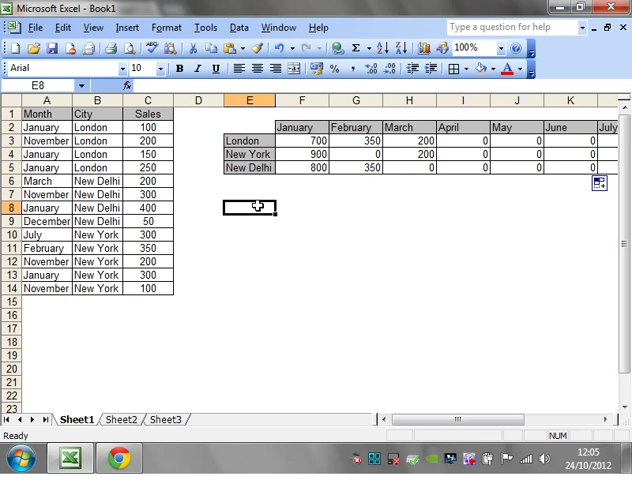 Microsoft Excel - Book1
File Edit View Insert Format Tools Data Window Help Type a question for help
100%
Arial 10 B I U
E8 fx
A B C D E F G H I J K
1 Month City Sales
2 January London 100 January February March April May June July
3 November London 200 London 700 350 200 0 0 0
4 January London 150 New York 900 0 200 0 0 0
5 January London 250 New Delhi 800 350 0 0 0 0
6 March New Delhi 200
7 November New Delhi 300
8 January New Delhi 400
9 December New Delhi 50
10 July New York 300
11 February New York 350
12 November New York 200
13 January New York 300
14 November New York 100
15
16
17
18
19
20
21
22
23
Sheet1 Sheet2 Sheet3
Ready NUM
12:05
24/10/2012